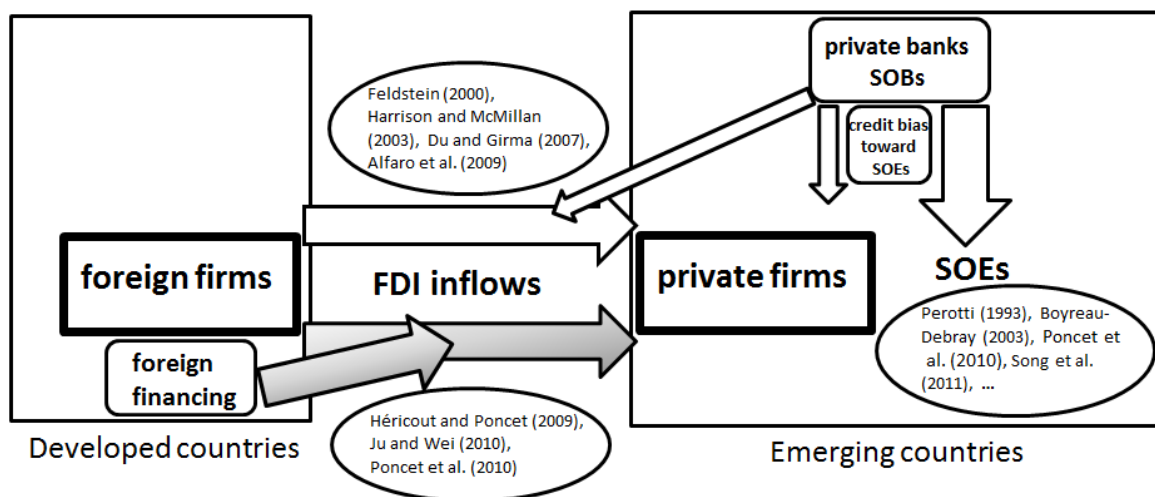 private banks
SOBs
Feldstein (2000),
Harrison and McMillan
(2003), Du and Girma (2007),
Alfaro et al. (2009)
credit bias
toward
SOEs
foreign firms
FDI inflows
private firms
SOEs
Perotti (1993), Boyreau-
Debray (2003), Poncet et
al. (2010), Song et al.
(2011), ...
foreign
financing
Héricout and Poncet (2009),
Ju and Wei (2010),
Poncet et al. (2010)
Developed countries
Emerging countries